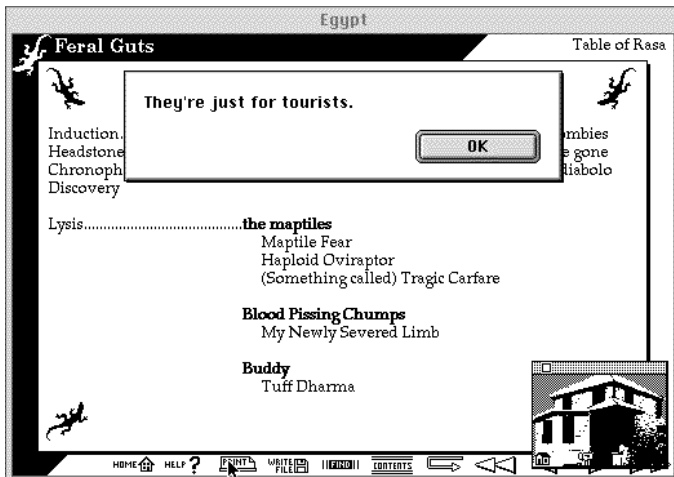 Egypt
Feral Guts
Table of Rasa
They're just for tourists.
OK
Induction.
Headstone
e gone
Chronoph
diabolo
Discovery
Lysis.......................................the maptiles
Maptile Fear
Haploid Oviraptor
(Something called) Tragic Carfare
Blood Pissing Chumps
My Newly Severed Limb
Buddy
Tuff Dharma
HOME HELP ? PRINT WRITE FILE FIND CONTENTS